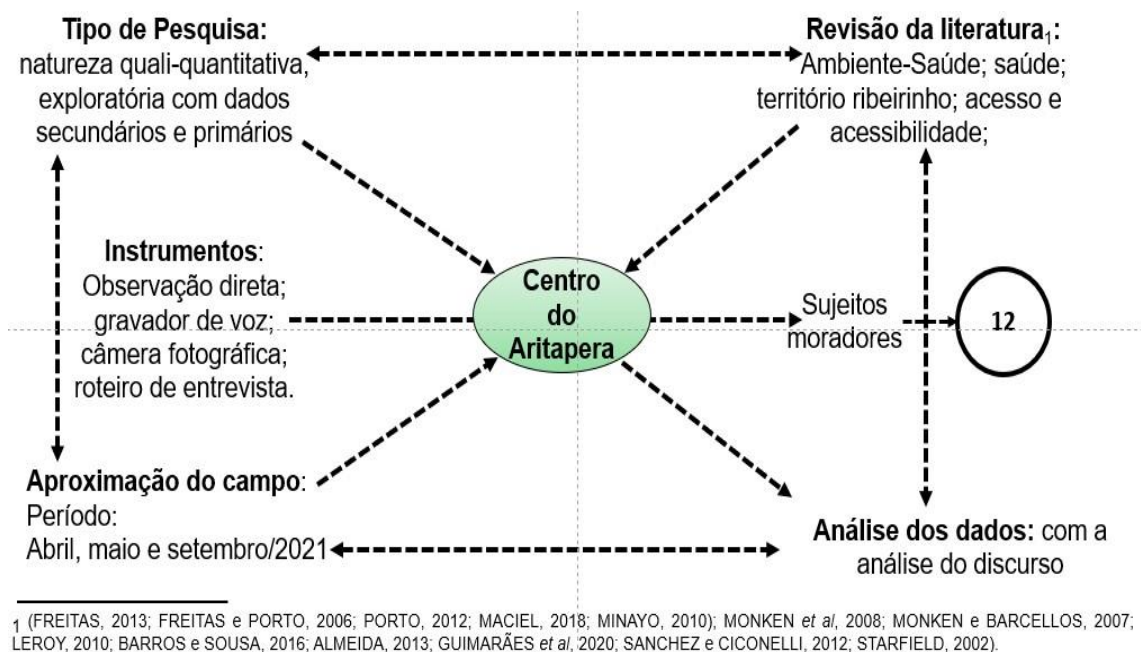 Tipo de Pesquisa:
natureza quali-quantitativa,
exploratória com dados
secundários e primários
Revisão da literatura1:
Ambiente-Saúde; saúde;
território ribeirinho; acesso e
acessibilidade;
Instrumentos:
Observação direta;
gravador de voz;
câmera fotográfica;
roteiro de entrevista.
Centro
do
Aritapera
Sujeitos
moradores
12
Aproximação do campo:
Período:
Abril, maio e setembro/2021
Análise dos dados: com a
análise do discurso
1 (FREITAS, 2013; FREITAS e PORTO, 2006; PORTO, 2012; MACIEL, 2018; MINAYO, 2010); MONKEN et al, 2008; MONKEN e BARCELLOS, 2007;
LEROY, 2010; BARROS e SOUSA, 2016; ALMEIDA, 2013; GUIMARÃES et al, 2020; SANCHEZ e CICONELLI, 2012; STARFIELD, 2002).